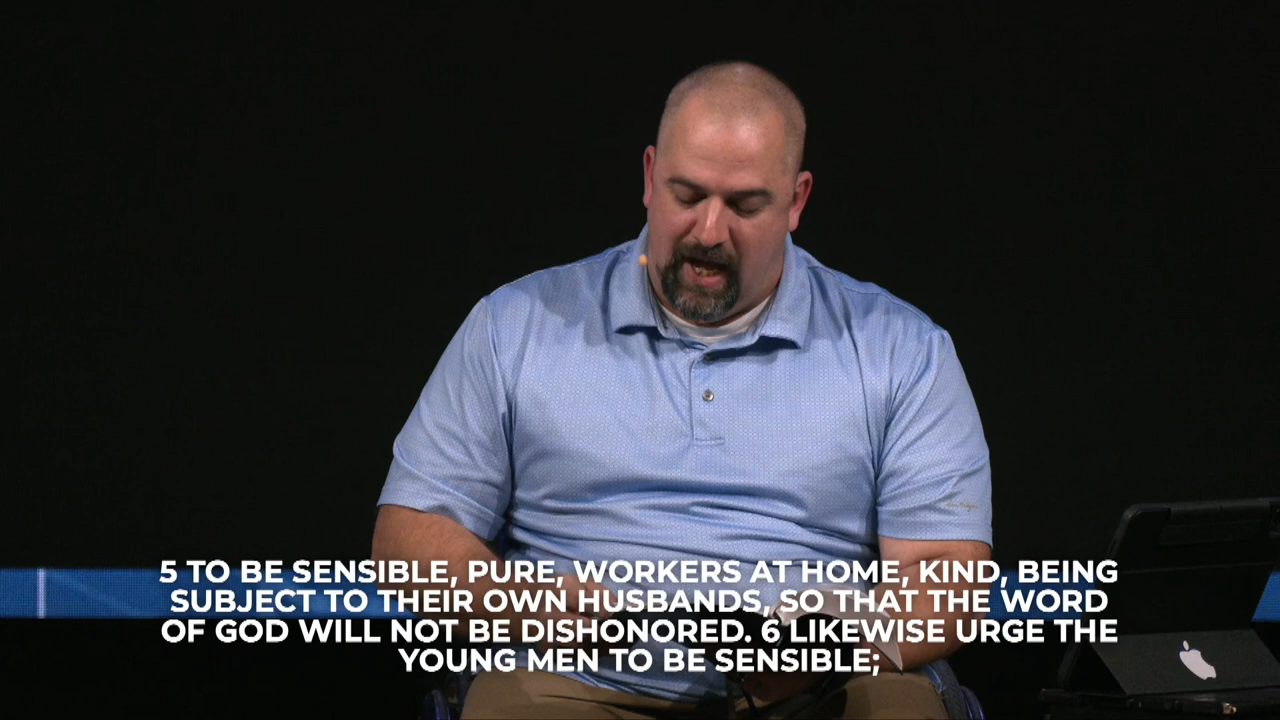 5 TO BE SENSIBLE, PURE, WORKERS AT HOME, KIND, BEING
SUBJECT TO THEIR OWN HUSBANDS, SO THAT THE WORD
OF GOD WILL NOT BE DISHONORED. 6 LIKEWISE URGE THE
YOUNG MEN TO BE SENSIBLE;